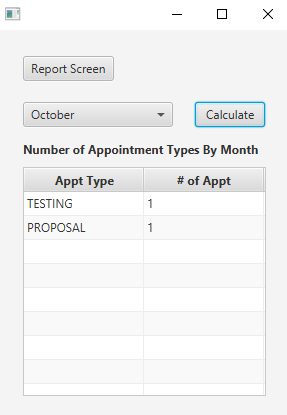 Report Screen
October
Calculate
Number of Appointment Types By Month
Appt Type # of Appt
TESTING 1
PROPOSAL 1